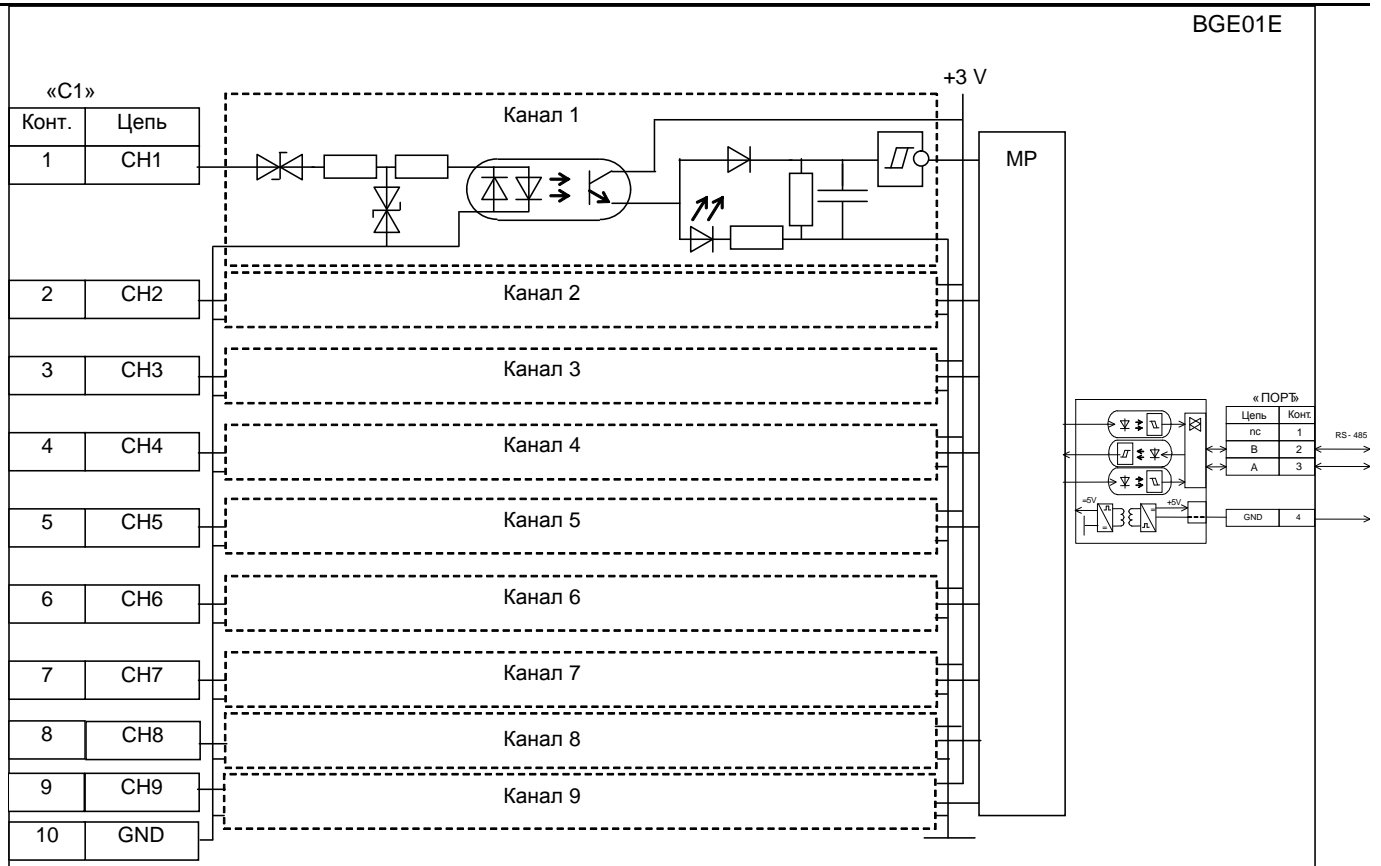 BGE01E
+3 V
«C1»
Конт. Цепь
1 CH1
Канал 1
MP
2 CH2
Канал 2
3 CH3
Канал 3
4 CH4
Канал 4
5 CH5
Канал 5
6 CH6
Канал 6
7 CH7
Канал 7
8 CH8
Канал 8
9 CH9
Канал 9
10 GND
«ПОРТ»
Цепь Конт.
nc 1
B 2
A 3
RS-485
=5V
+5V
GND 4